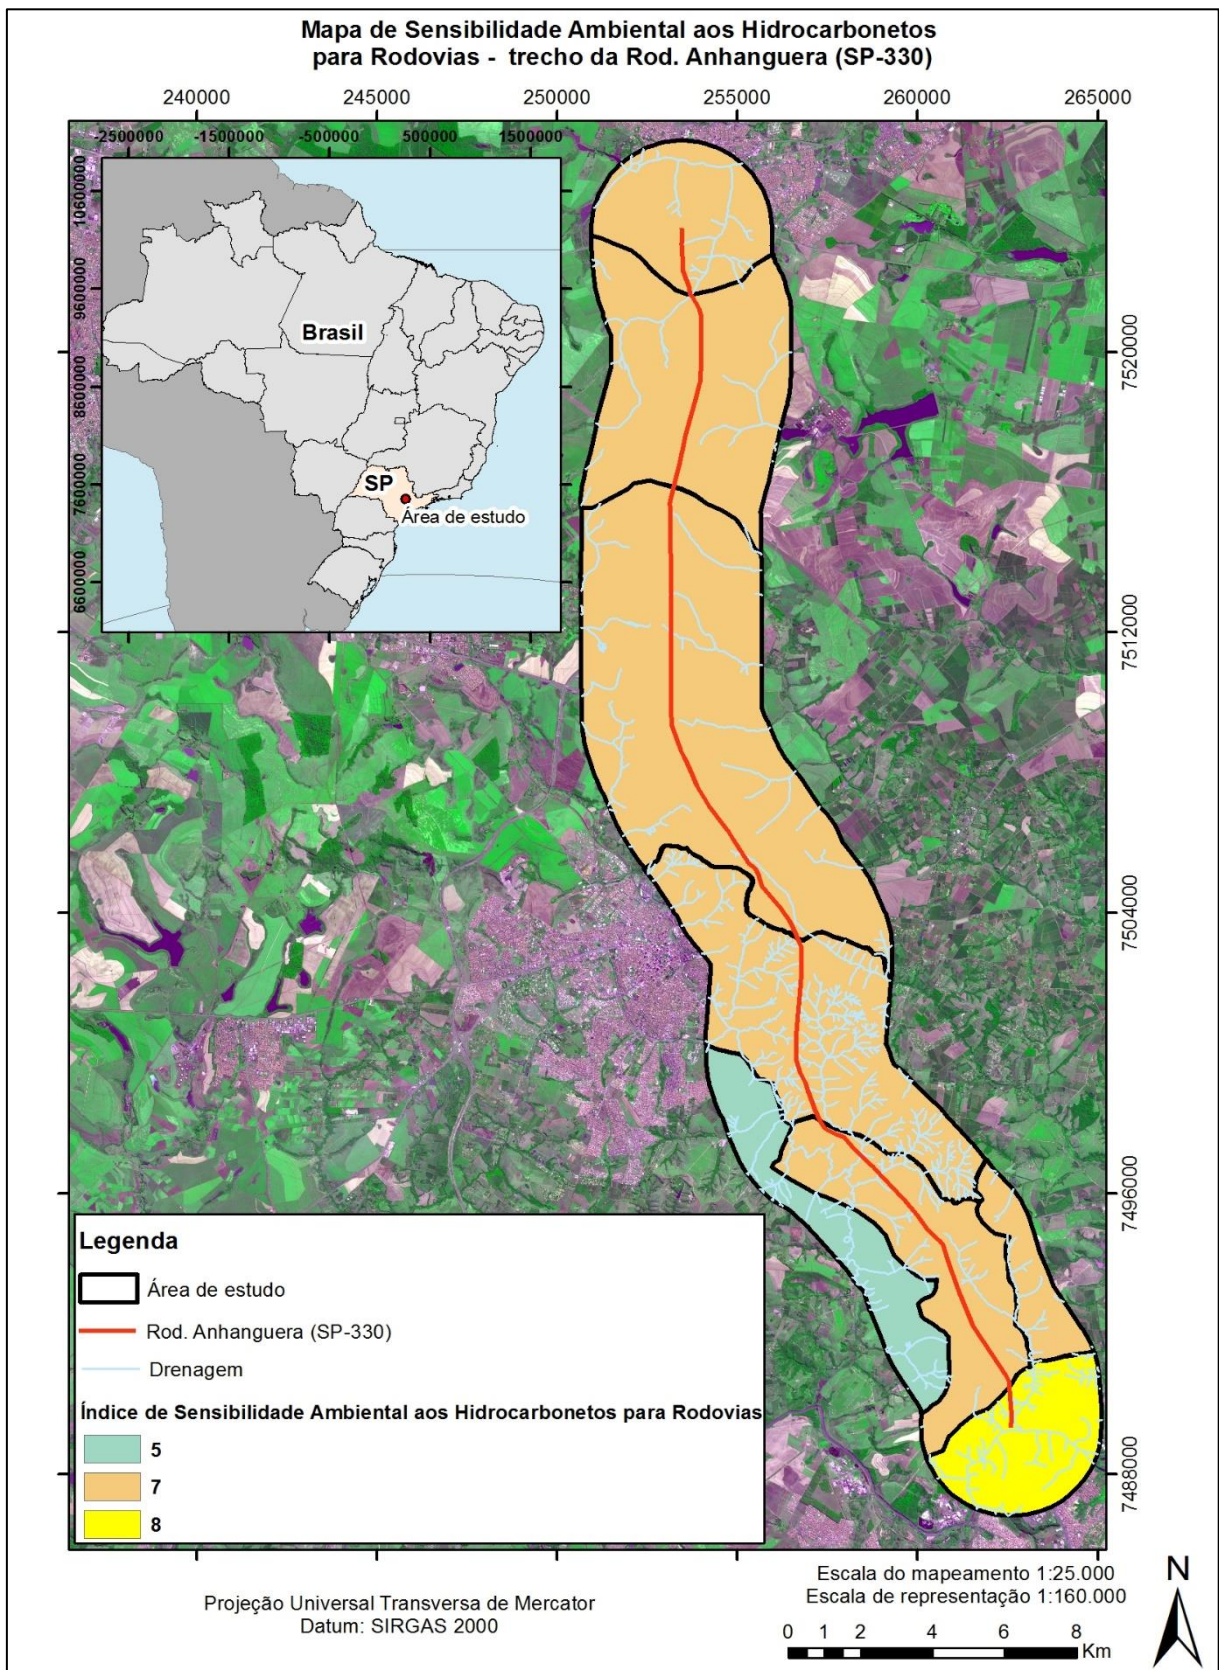 Mapa de Sensibilidade Ambiental aos Hidrocarbonetos
para Rodovias - trecho da Rod. Anhanguera (SP-330)
240000 245000 250000 255000 260000 265000
-2500000 -1500000 -500000 500000 1500000
10600000
9600000
8600000
7600000
6600000
Brasil
SP
Área de estudo
7520000
7512000
7504000
7496000
7488000
Legenda
Área de estudo
Rod. Anhanguera (SP-330)
Drenagem
Índice de Sensibilidade Ambiental aos Hidrocarbonetos para Rodovias
5
7
8
Projeção Universal Transversa de Mercator
Datum: SIRGAS 2000
Escala do mapeamento 1:25.000
Escala de representação 1:160.000
0 1 2 4 6 8
Km
N